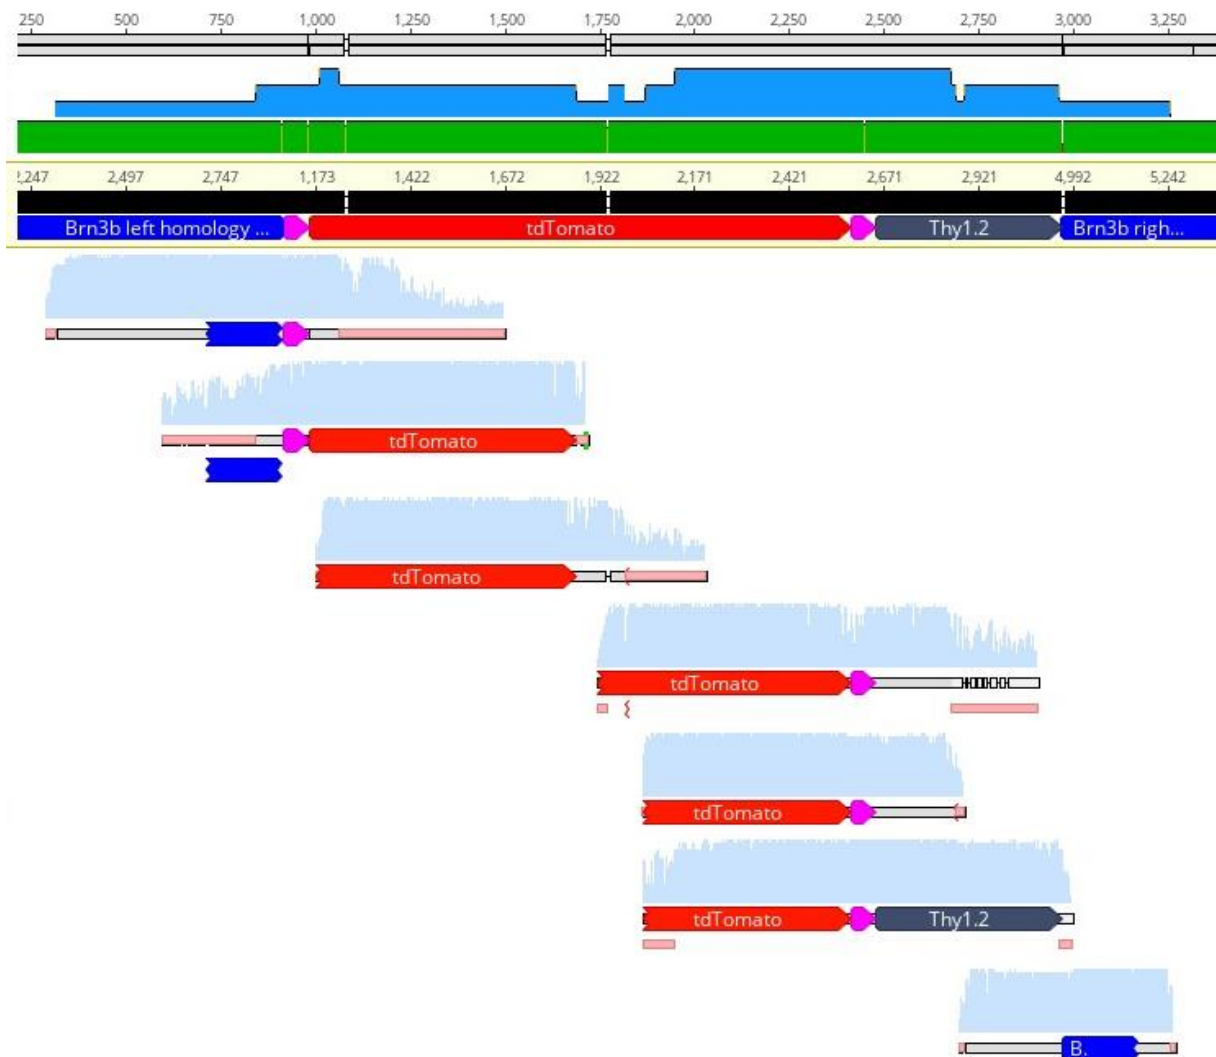 250 500 750 1,000 1,250 1,500 1,750 2,000 2,250 2,500 2,750 3,000 3,250
2,247 2,497 2,747 1,173 1,422 1,672 1,922 2,171 2,421 2,671 2,921 4,992 5,242
Brn3b left homology ... tdTomato Thy1.2 Brn3b righ...
tdTomato
tdTomato
tdTomato
tdTomato
tdTomato Thy1.2
B.